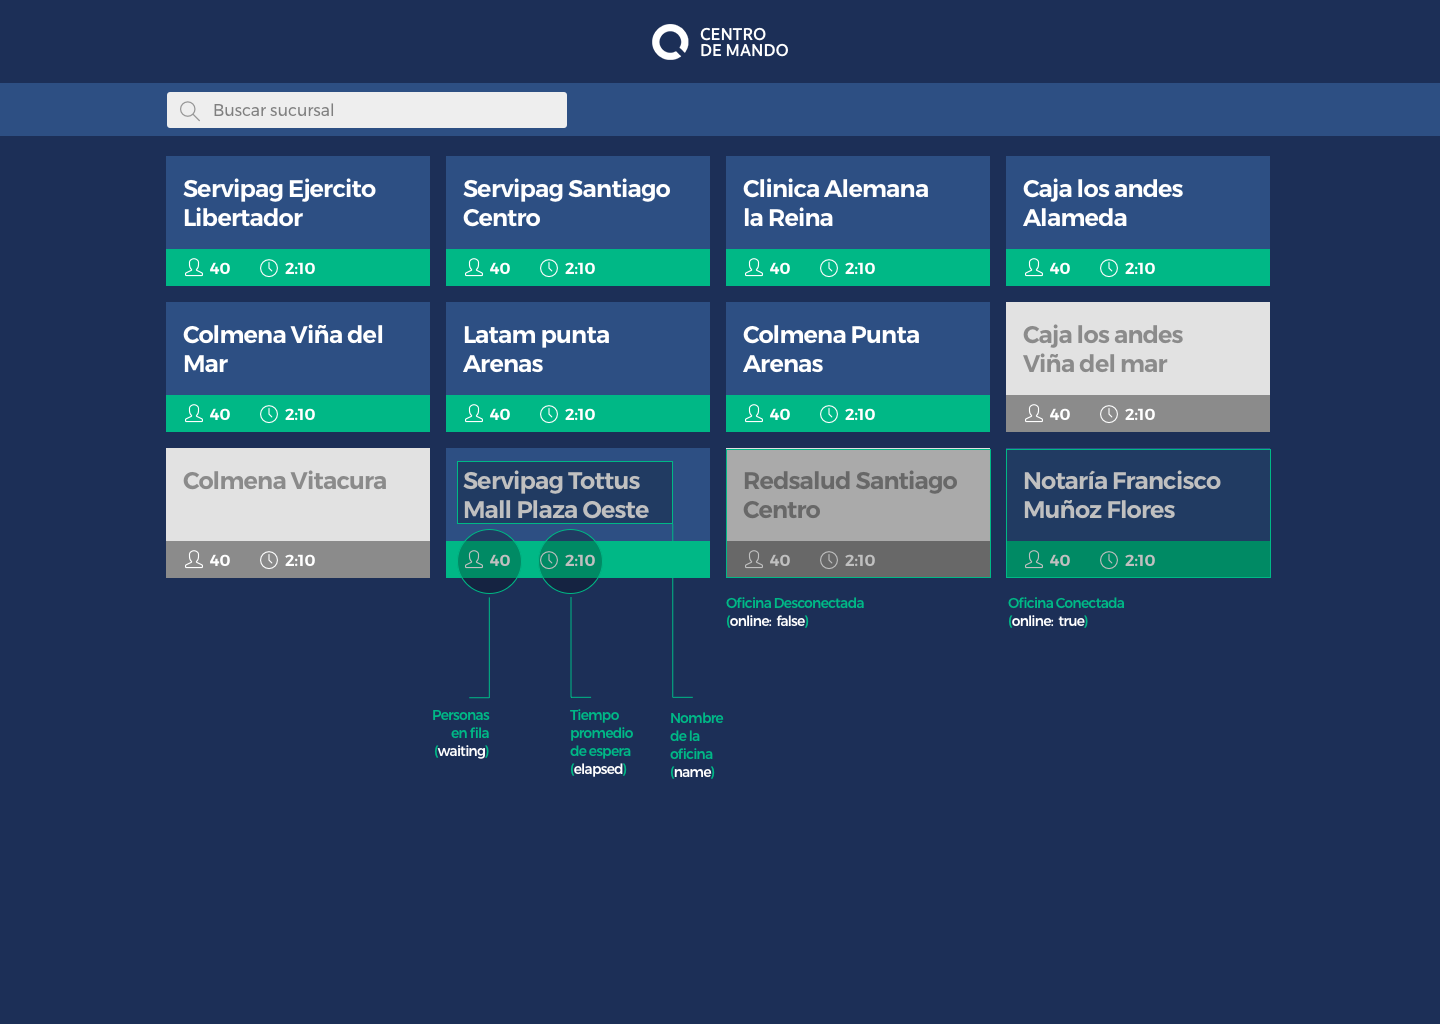 CENTRO
DE MANDO
Buscar sucursal
Servipag Ejercito
Libertador
40 2:10
Servipag Santiago
Centro
40 2:10
Clinica Alemana
la Reina
40 2:10
Caja los andes
Alameda
40 2:10
Colmena Viña del
Mar
40 2:10
Latam punta
Arenas
40 2:10
Colmena Punta
Arenas
40 2:10
Caja los andes
Viña del mar
40 2:10
Colmena Vitacura
40 2:10
Servipag Tottus
Mall Plaza Oeste
40 2:10
Redsalud Santiago
Centro
40 2:10
Notaría Francisco
Muñoz Flores
40 2:10
Oficina Desconectada
(online: false)
Oficina Conectada
(online: true)
Personas
en fila
(waiting)
Tiempo
promedio
de espera
(elapsed)
Nombre
de la
oficina
(name)